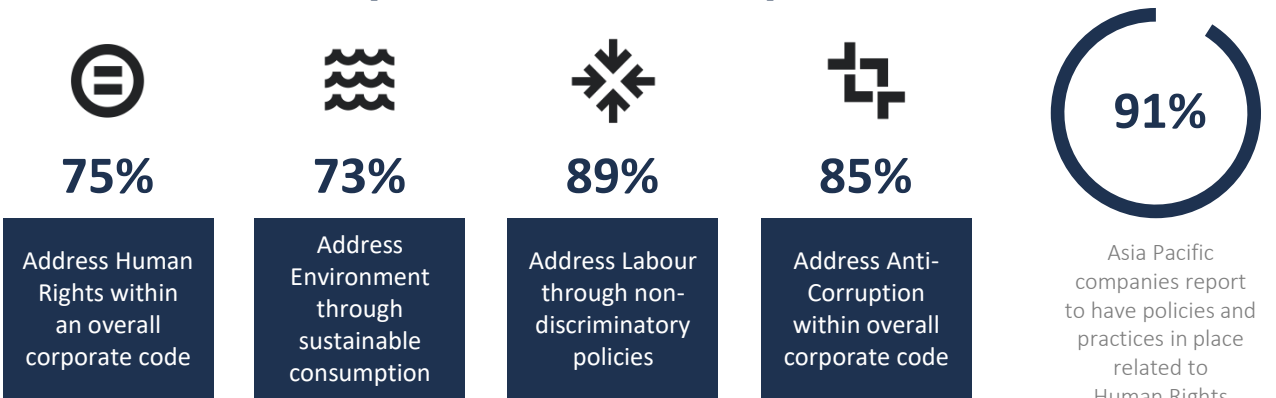 75%
Address Human
Rights within
an overall
corporate code
73%
Address
Environment
through
sustainable
consumption
89%
Address Labour
through non-
discriminatory
policies
85%
Address Anti-
Corruption
within overall
corporate code
91%
Asia Pacific
companies report
to have policies and
practices in place
related to
Human Rights